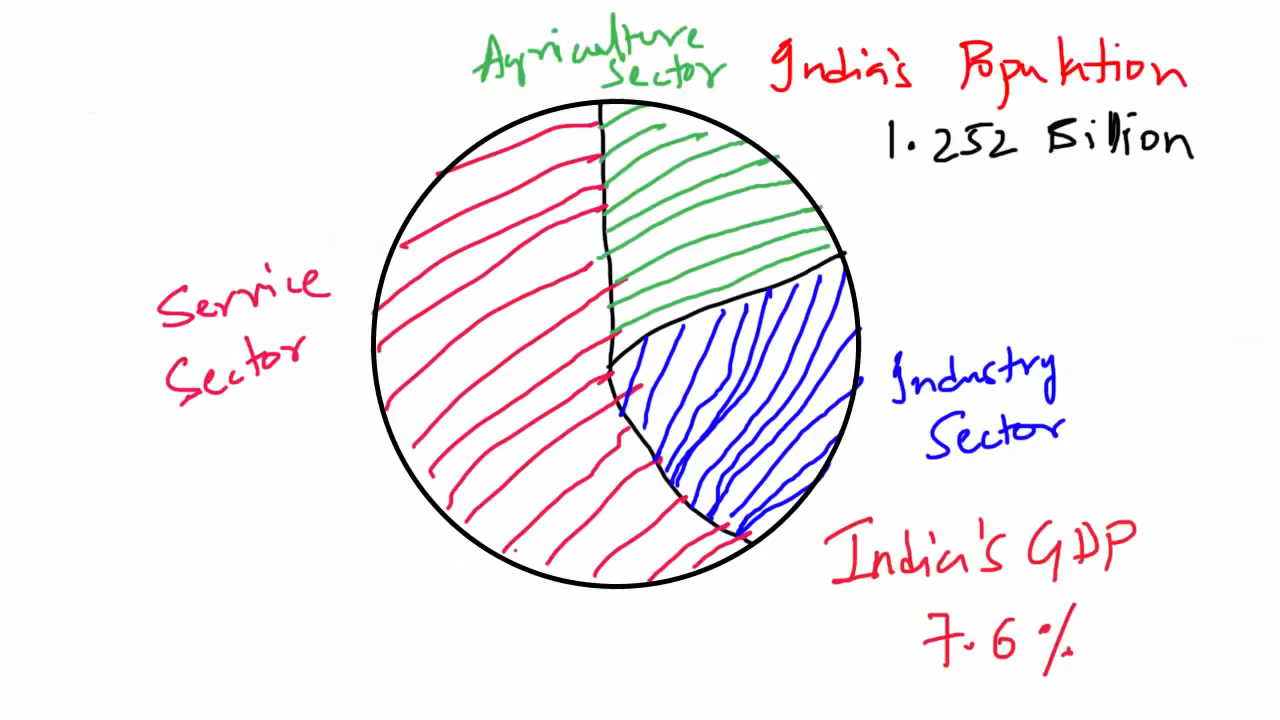 Agriculture
Sector
India's Population
1.252 Billion
Service
Sector
Industry
Sector
India's GDP
7.6 %